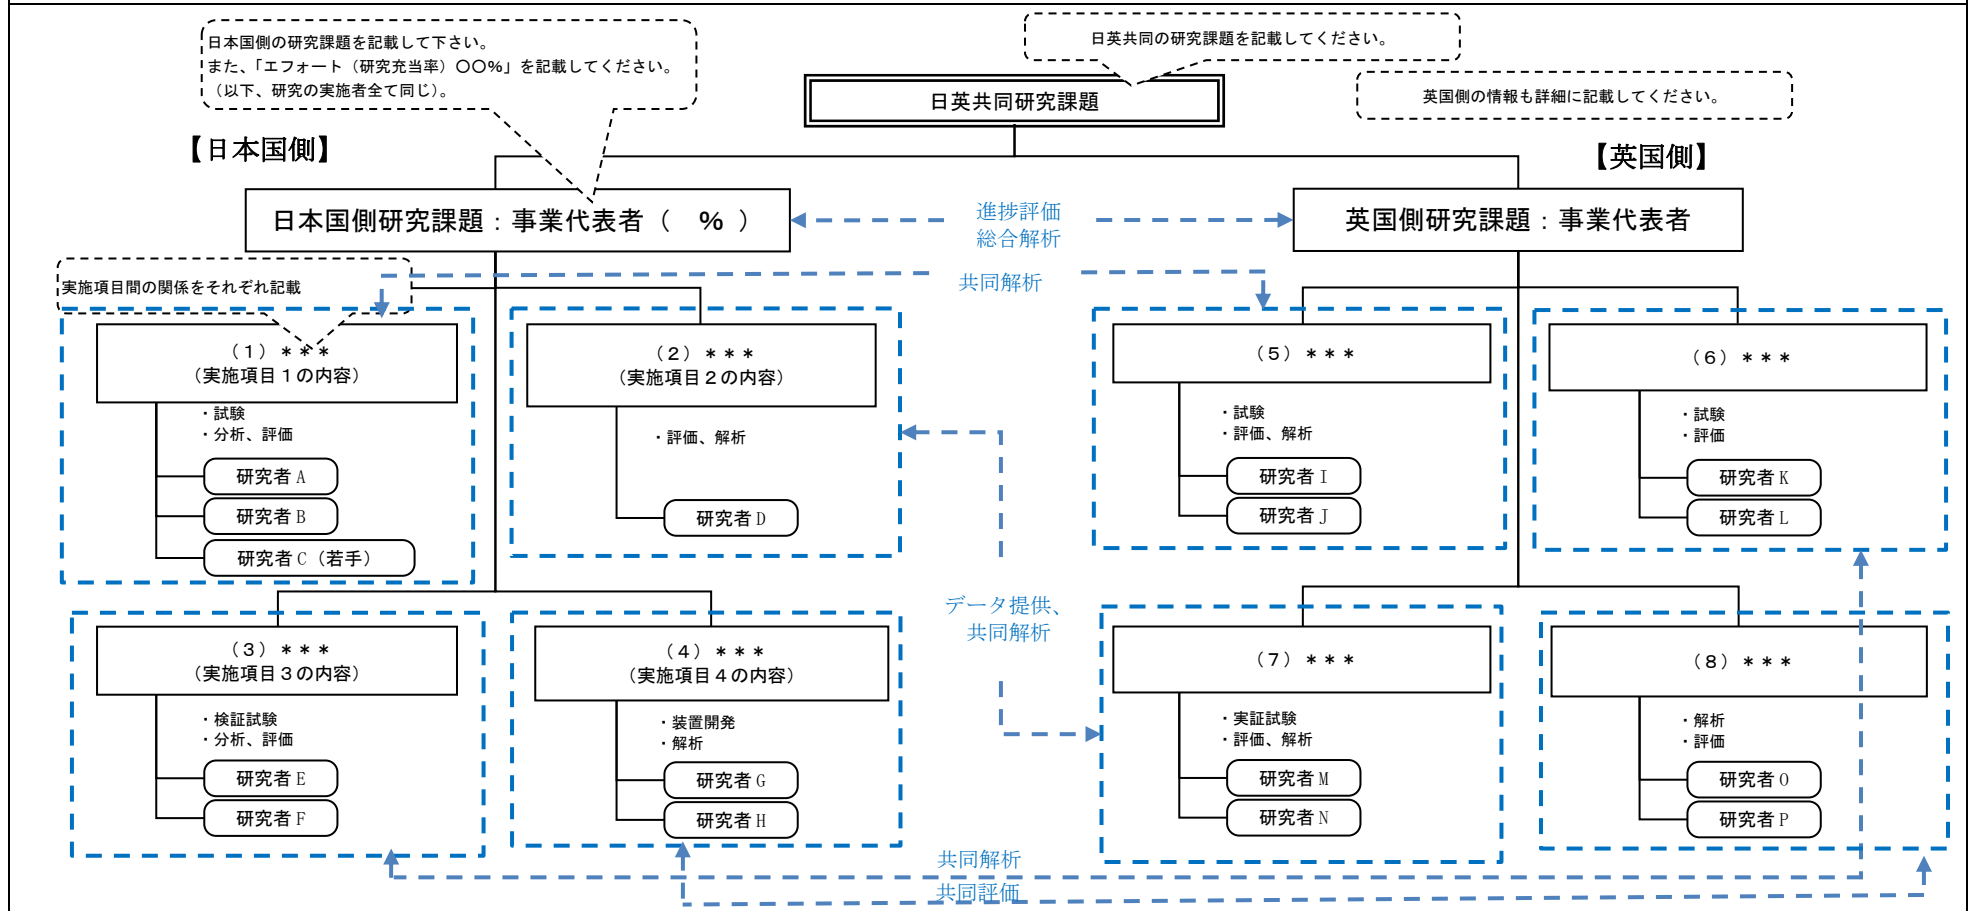 日本国側の研究課題を記載して下さい。
また、「エフォート（研究充当率）〇〇%」を記載してください。
（以下、研究の実施者全て同じ）。
日英共同の研究課題を記載してください。
英国側の情報も詳細に記載してください。
日英共同研究課題
【日本国側】
【英国側】
日本国側研究課題：事業代表者（　％ ）
進捗評価
総合解析
英国側研究課題：事業代表者
実施項目間の関係をそれぞれ記載
共同解析
（１）＊＊＊
（実施項目１の内容）
・試験
・分析、評価
研究者 A
研究者 B
研究者 C（若手）
（２）＊＊＊
（実施項目２の内容）
・評価、解析
研究者 D
（５）＊＊＊
・試験
・評価、解析
研究者 I
研究者 J
（６）＊＊＊
・試験
・評価
研究者 K
研究者 L
データ提供、
共同解析
（３）＊＊＊
（実施項目３の内容）
・検証試験
・分析、評価
研究者 E
研究者 F
（４）＊＊＊
（実施項目４の内容）
・装置開発
・解析
研究者 G
研究者 H
（７）＊＊＊
・実証試験
・評価、解析
研究者 M
研究者 N
（８）＊＊＊
・解析
・評価
研究者 O
研究者 P
共同解析
共同評価